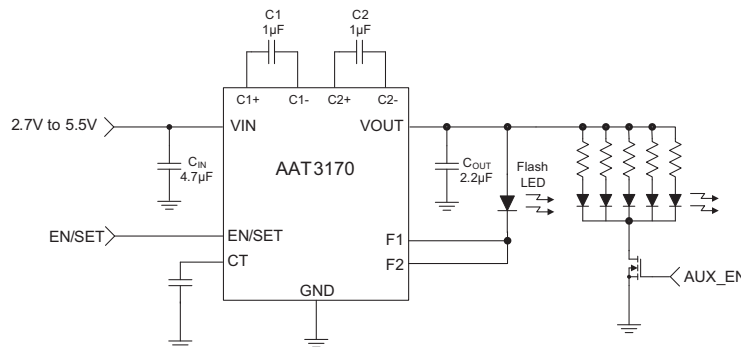 C1
1µF
C2
1µF
C1+
C1-
C2+
C2-
2.7V to 5.5V
VIN
VOUT
CIN
4.7µF
AAT3170
COUT
2.2µF
Flash
LED
EN/SET
EN/SET
F1
CT
F2
GND
AUX_EN